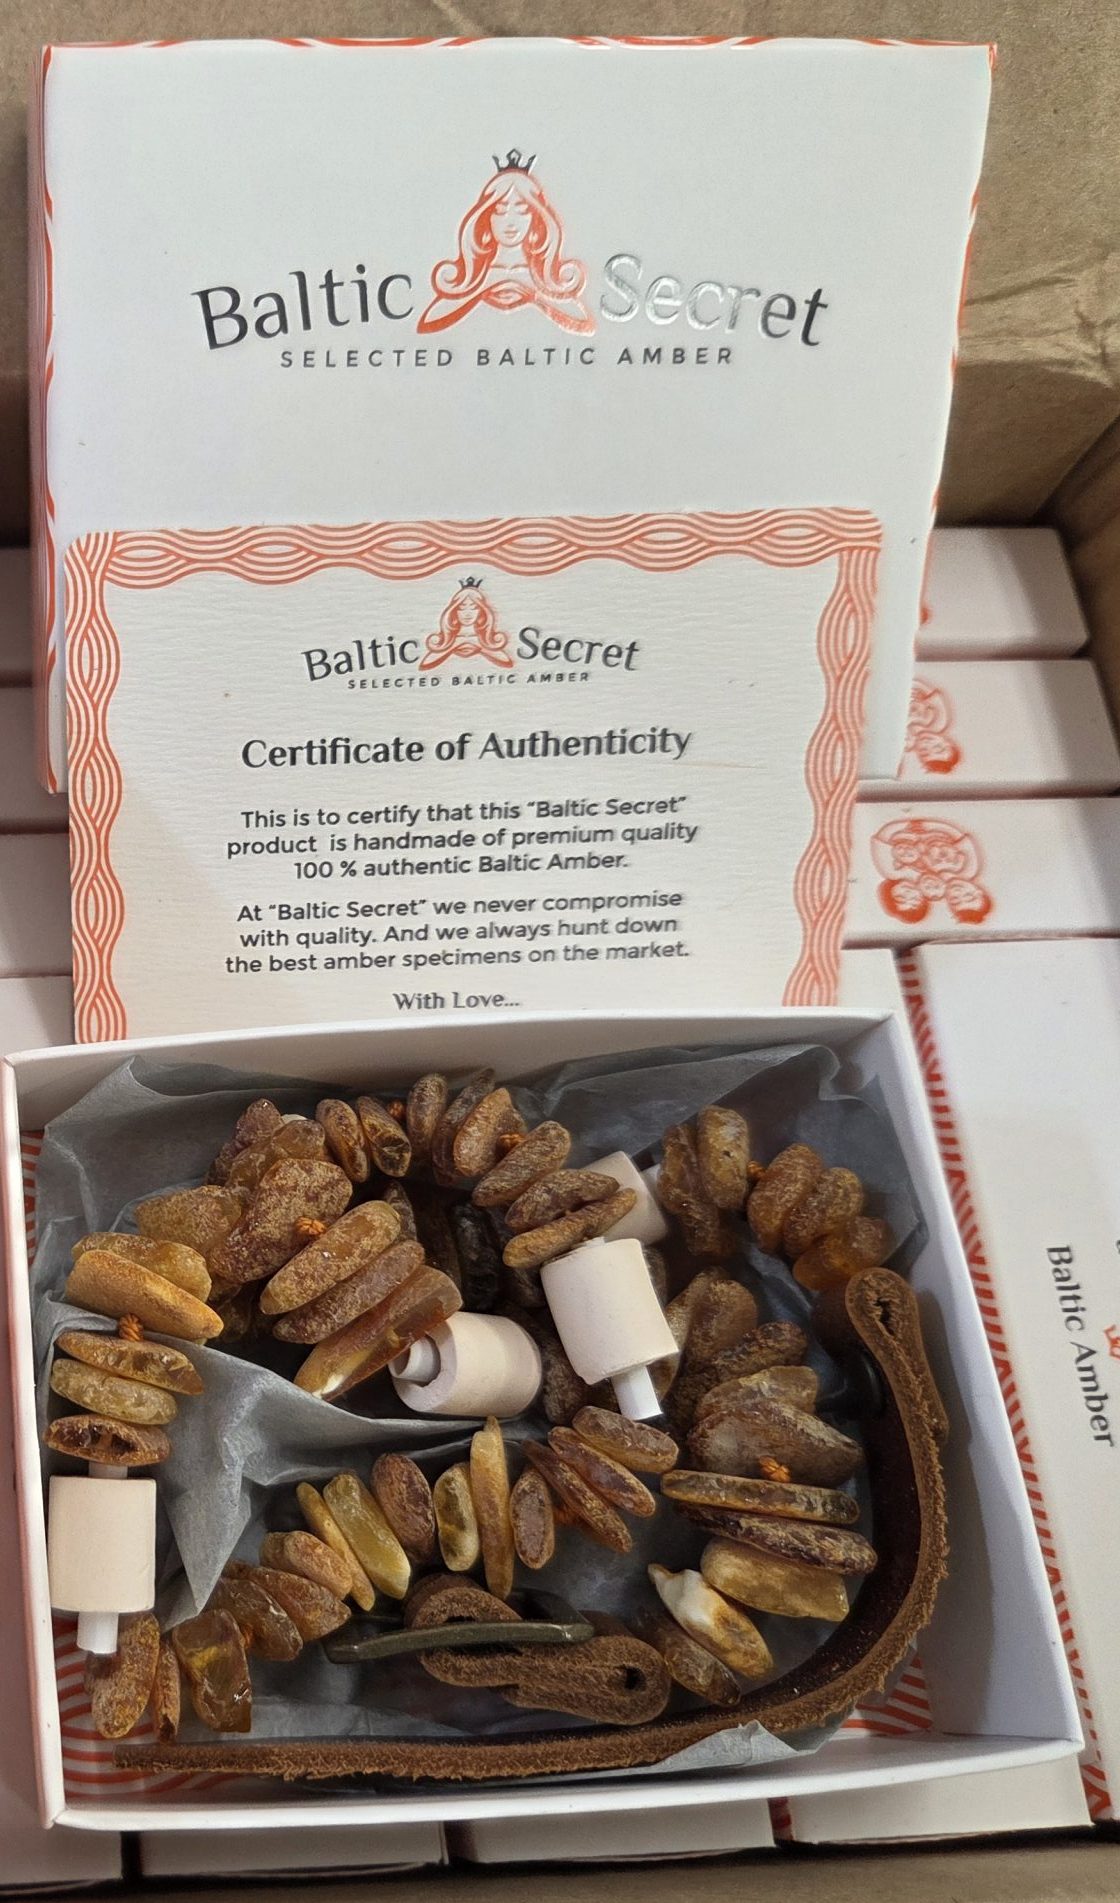 Baltic Secret
SELECTED BALTIC AMBER
Baltic Secret
SELECTED BALTIC AMBER
Certificate of Authenticity
This is to certify that this “Baltic Secret”
product is handmade of premium quality
100 % authentic Baltic Amber.
At “Baltic Secret” we never compromise
with quality. And we always hunt down
the best amber specimens on the market.
With Love...
Baltic Amber